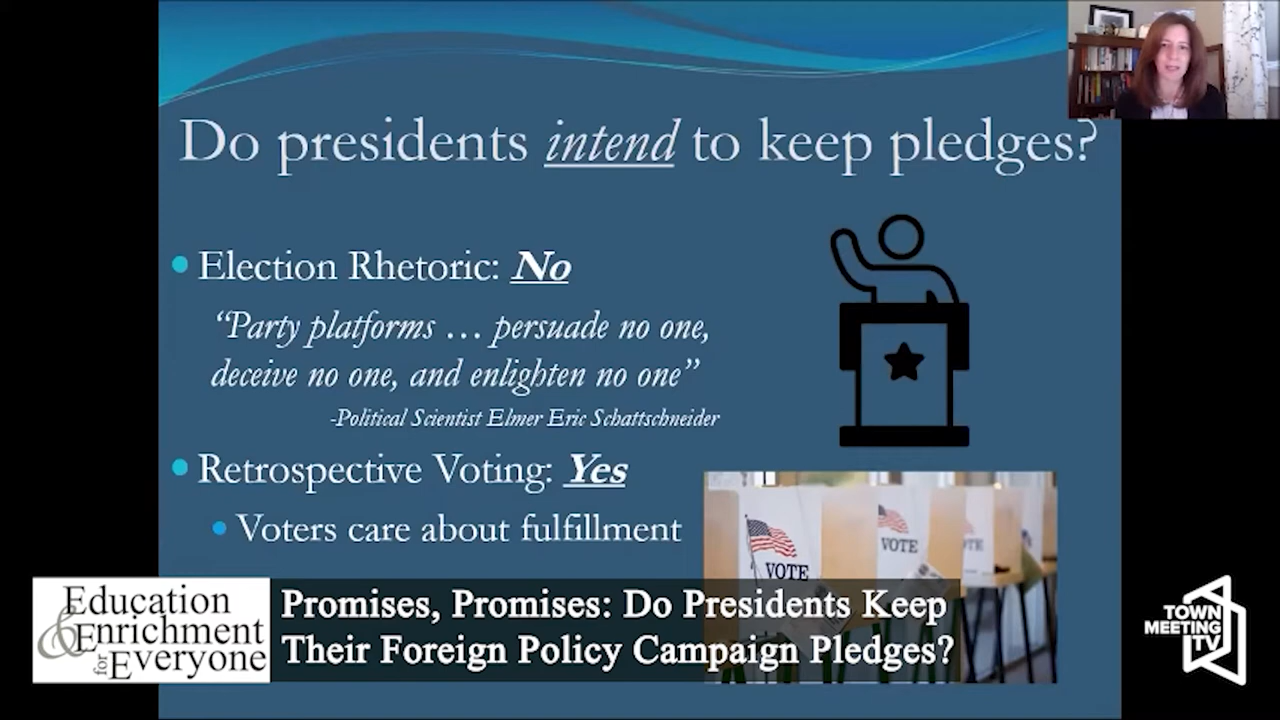 Do presidents intend to keep pledges?
• Election Rhetoric: No
“Party platforms … persuade no one,
deceive no one, and enlighten no one”
-Political Scientist Elmer Eric Schattschneider
• Retrospective Voting: Yes
• Voters care about fulfillment
VOTE
VOTE
Education
& Enrichment
for Everyone
Promises, Promises: Do Presidents Keep
Their Foreign Policy Campaign Pledges?
TOWN
MEETING
TV